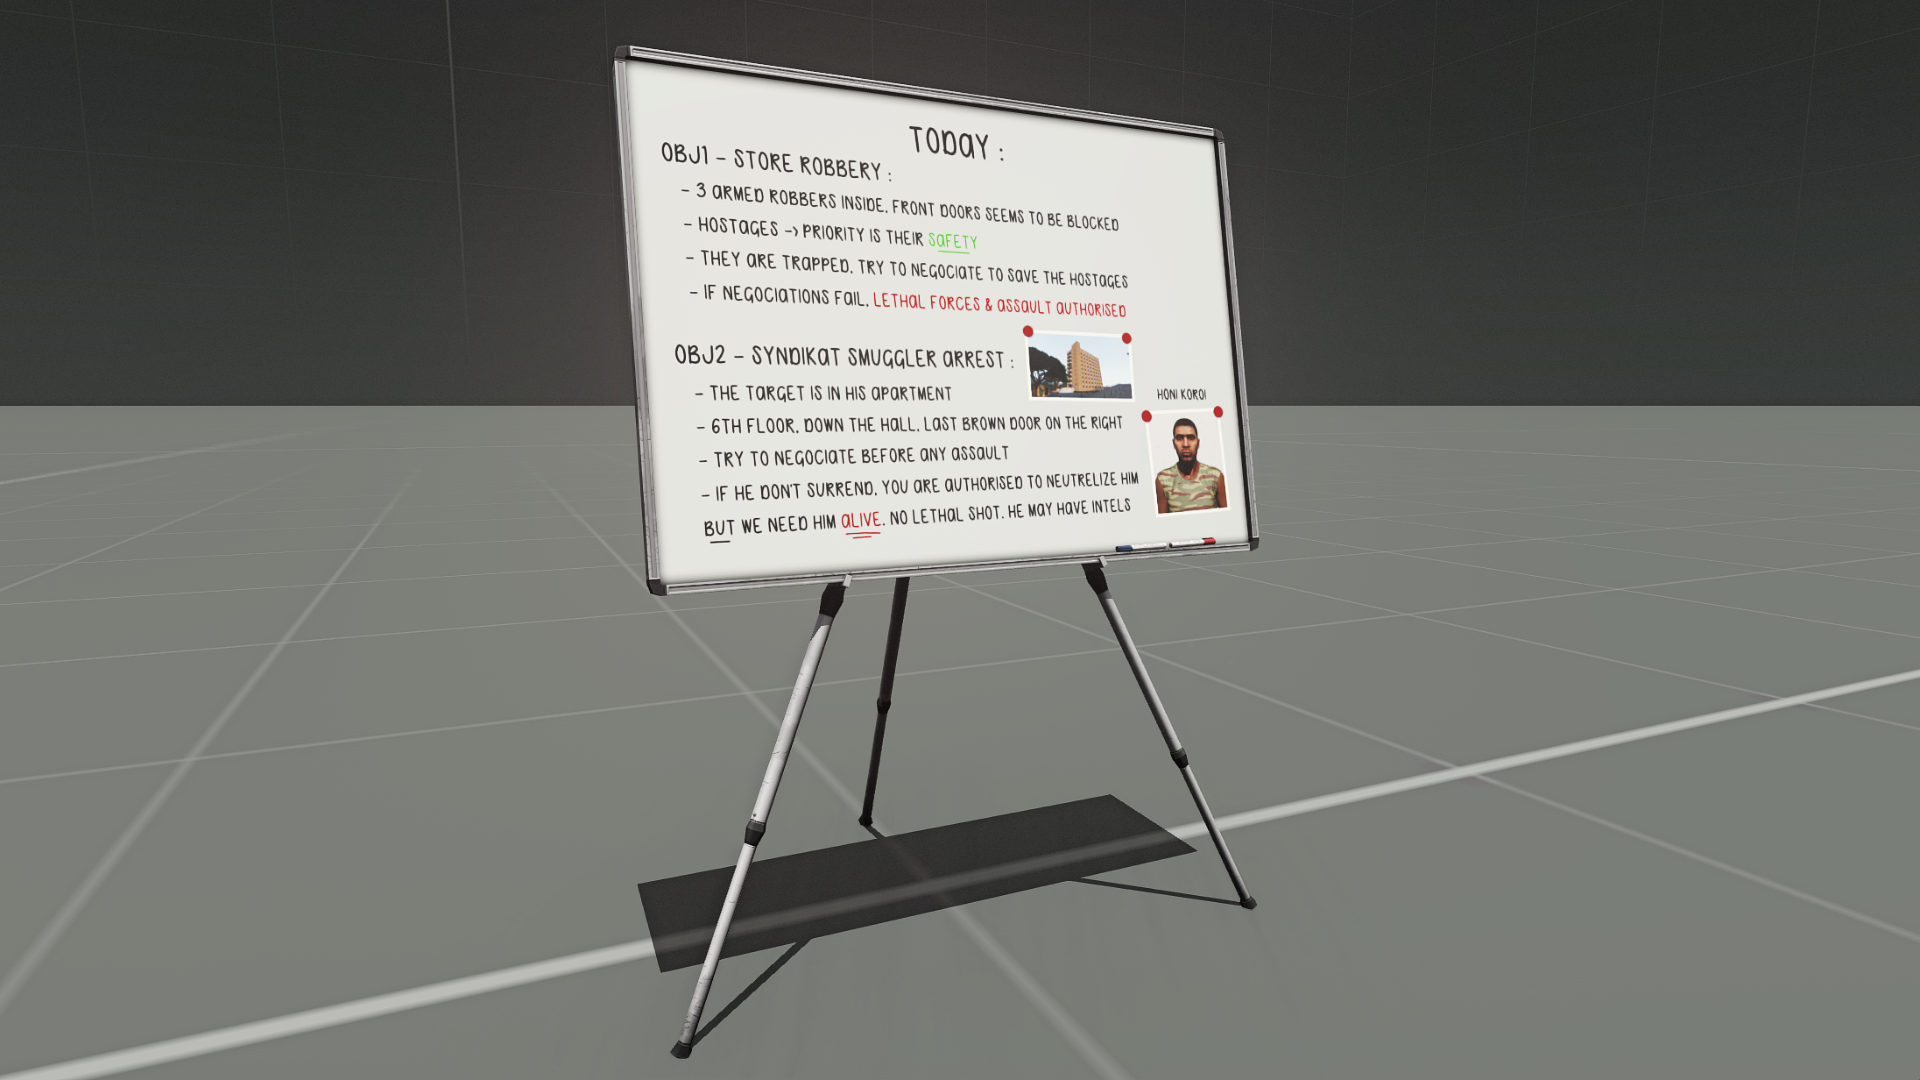 TODAY :
OBJ1 - STORE ROBBERY :
- 3 ARMED ROBBERS INSIDE. FRONT DOORS SEEMS TO BE BLOCKED
- HOSTAGES -> PRIORITY IS THEIR SAFETY
- THEY ARE TRAPPED. TRY TO NEGOCIATE TO SAVE THE HOSTAGES
- IF NEGOCIATIONS FAIL. LETHAL FORCES & ASSAULT AUTHORISED
OBJ2 - SYNDIKAT SMUGGLER ARREST :
- THE TARGET IS IN HIS APARTMENT
HONI KOROI
- 6TH FLOOR. DOWN THE HALL. LAST BROWN DOOR ON THE RIGHT
- TRY TO NEGOCIATE BEFORE ANY ASSAULT
- IF HE DON'T SURREND. YOU ARE AUTHORISED TO NEUTRELIZE HIM
BUT WE NEED HIM ALIVE. NO LETHAL SHOT. HE MAY HAVE INTELS